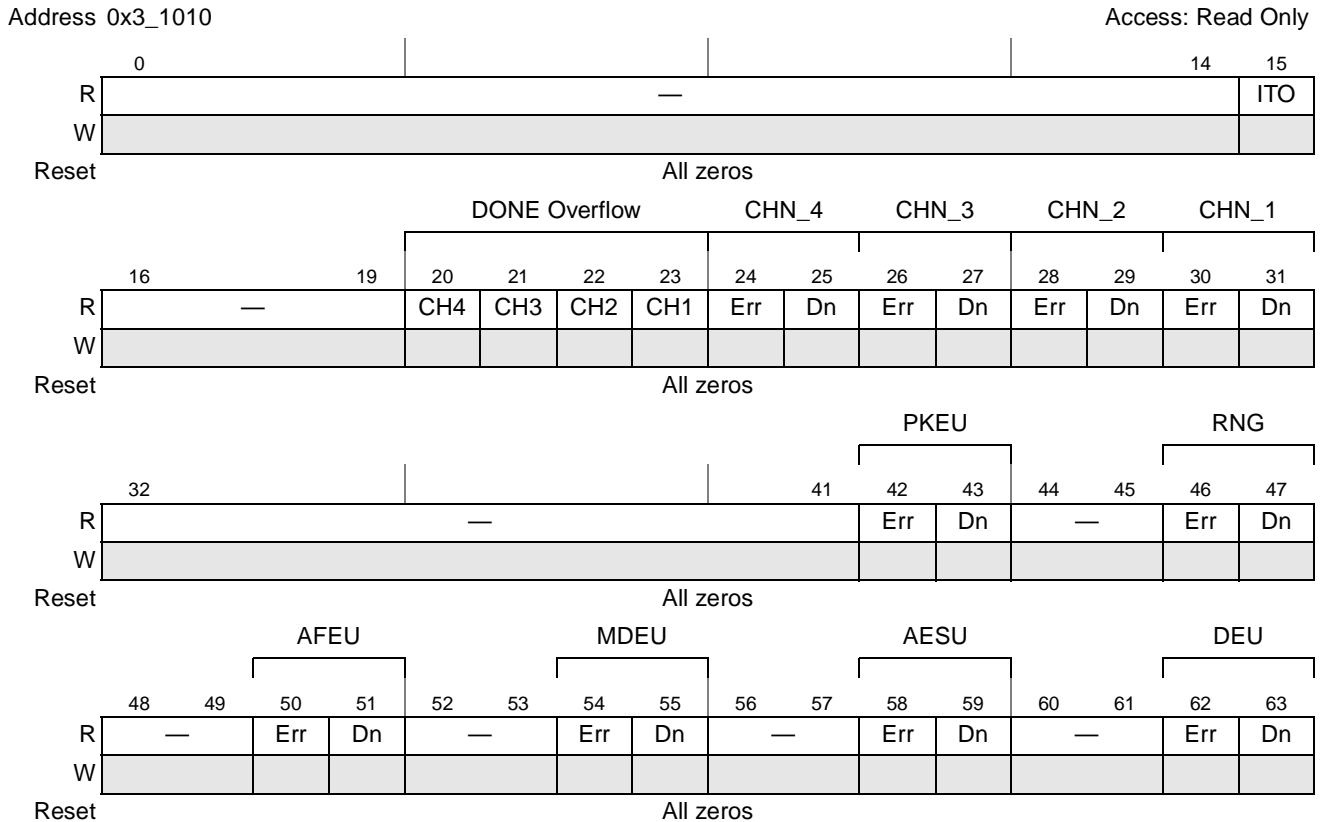 Address 0x3_1010 Access: Read Only
0 14 15
R — ITO
W
Reset All zeros
DONE Overflow CHN_4 CHN_3 CHN_2 CHN_1
16 19 20 21 22 23 24 25 26 27 28 29 30 31
R — CH4 CH3 CH2 CH1 Err Dn Err Dn Err Dn Err Dn
W
Reset All zeros
PKEU RNG
32 41 42 43 44 45 46 47
R — Err Dn — Err Dn
W
Reset All zeros
AFEU MDEU AESU DEU
48 49 50 51 52 53 54 55 56 57 58 59 60 61 62 63
R — Err Dn — Err Dn — Err Dn — Err Dn
W
Reset All zeros